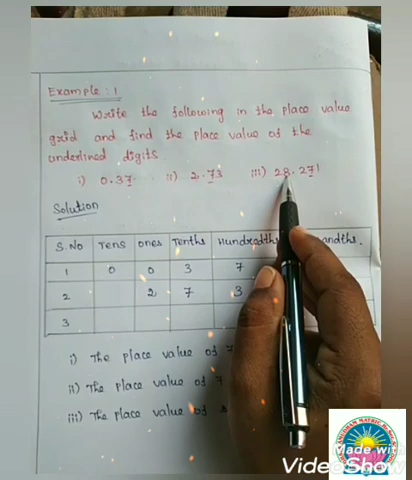 Example : 1
Write the following in the place value
grid and find the place value of the
underlined digits.
i) 0.37 ii) 2.73 iii) 28.271
Solution
S.No Tens ones Tenths Hundredths
1 0 0 3 7
2 2 7 3
3
i) The place value of 7
ii) The place value of 7
iii) The place value of
Made with
VideoShow